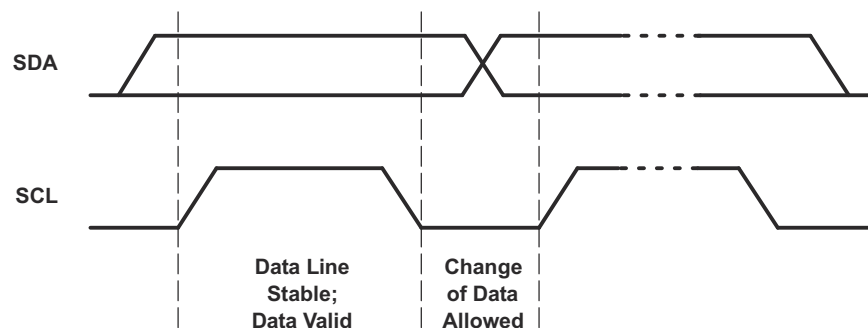 SDA
SCL
Data Line
Stable;
Data Valid
Change
of Data
Allowed